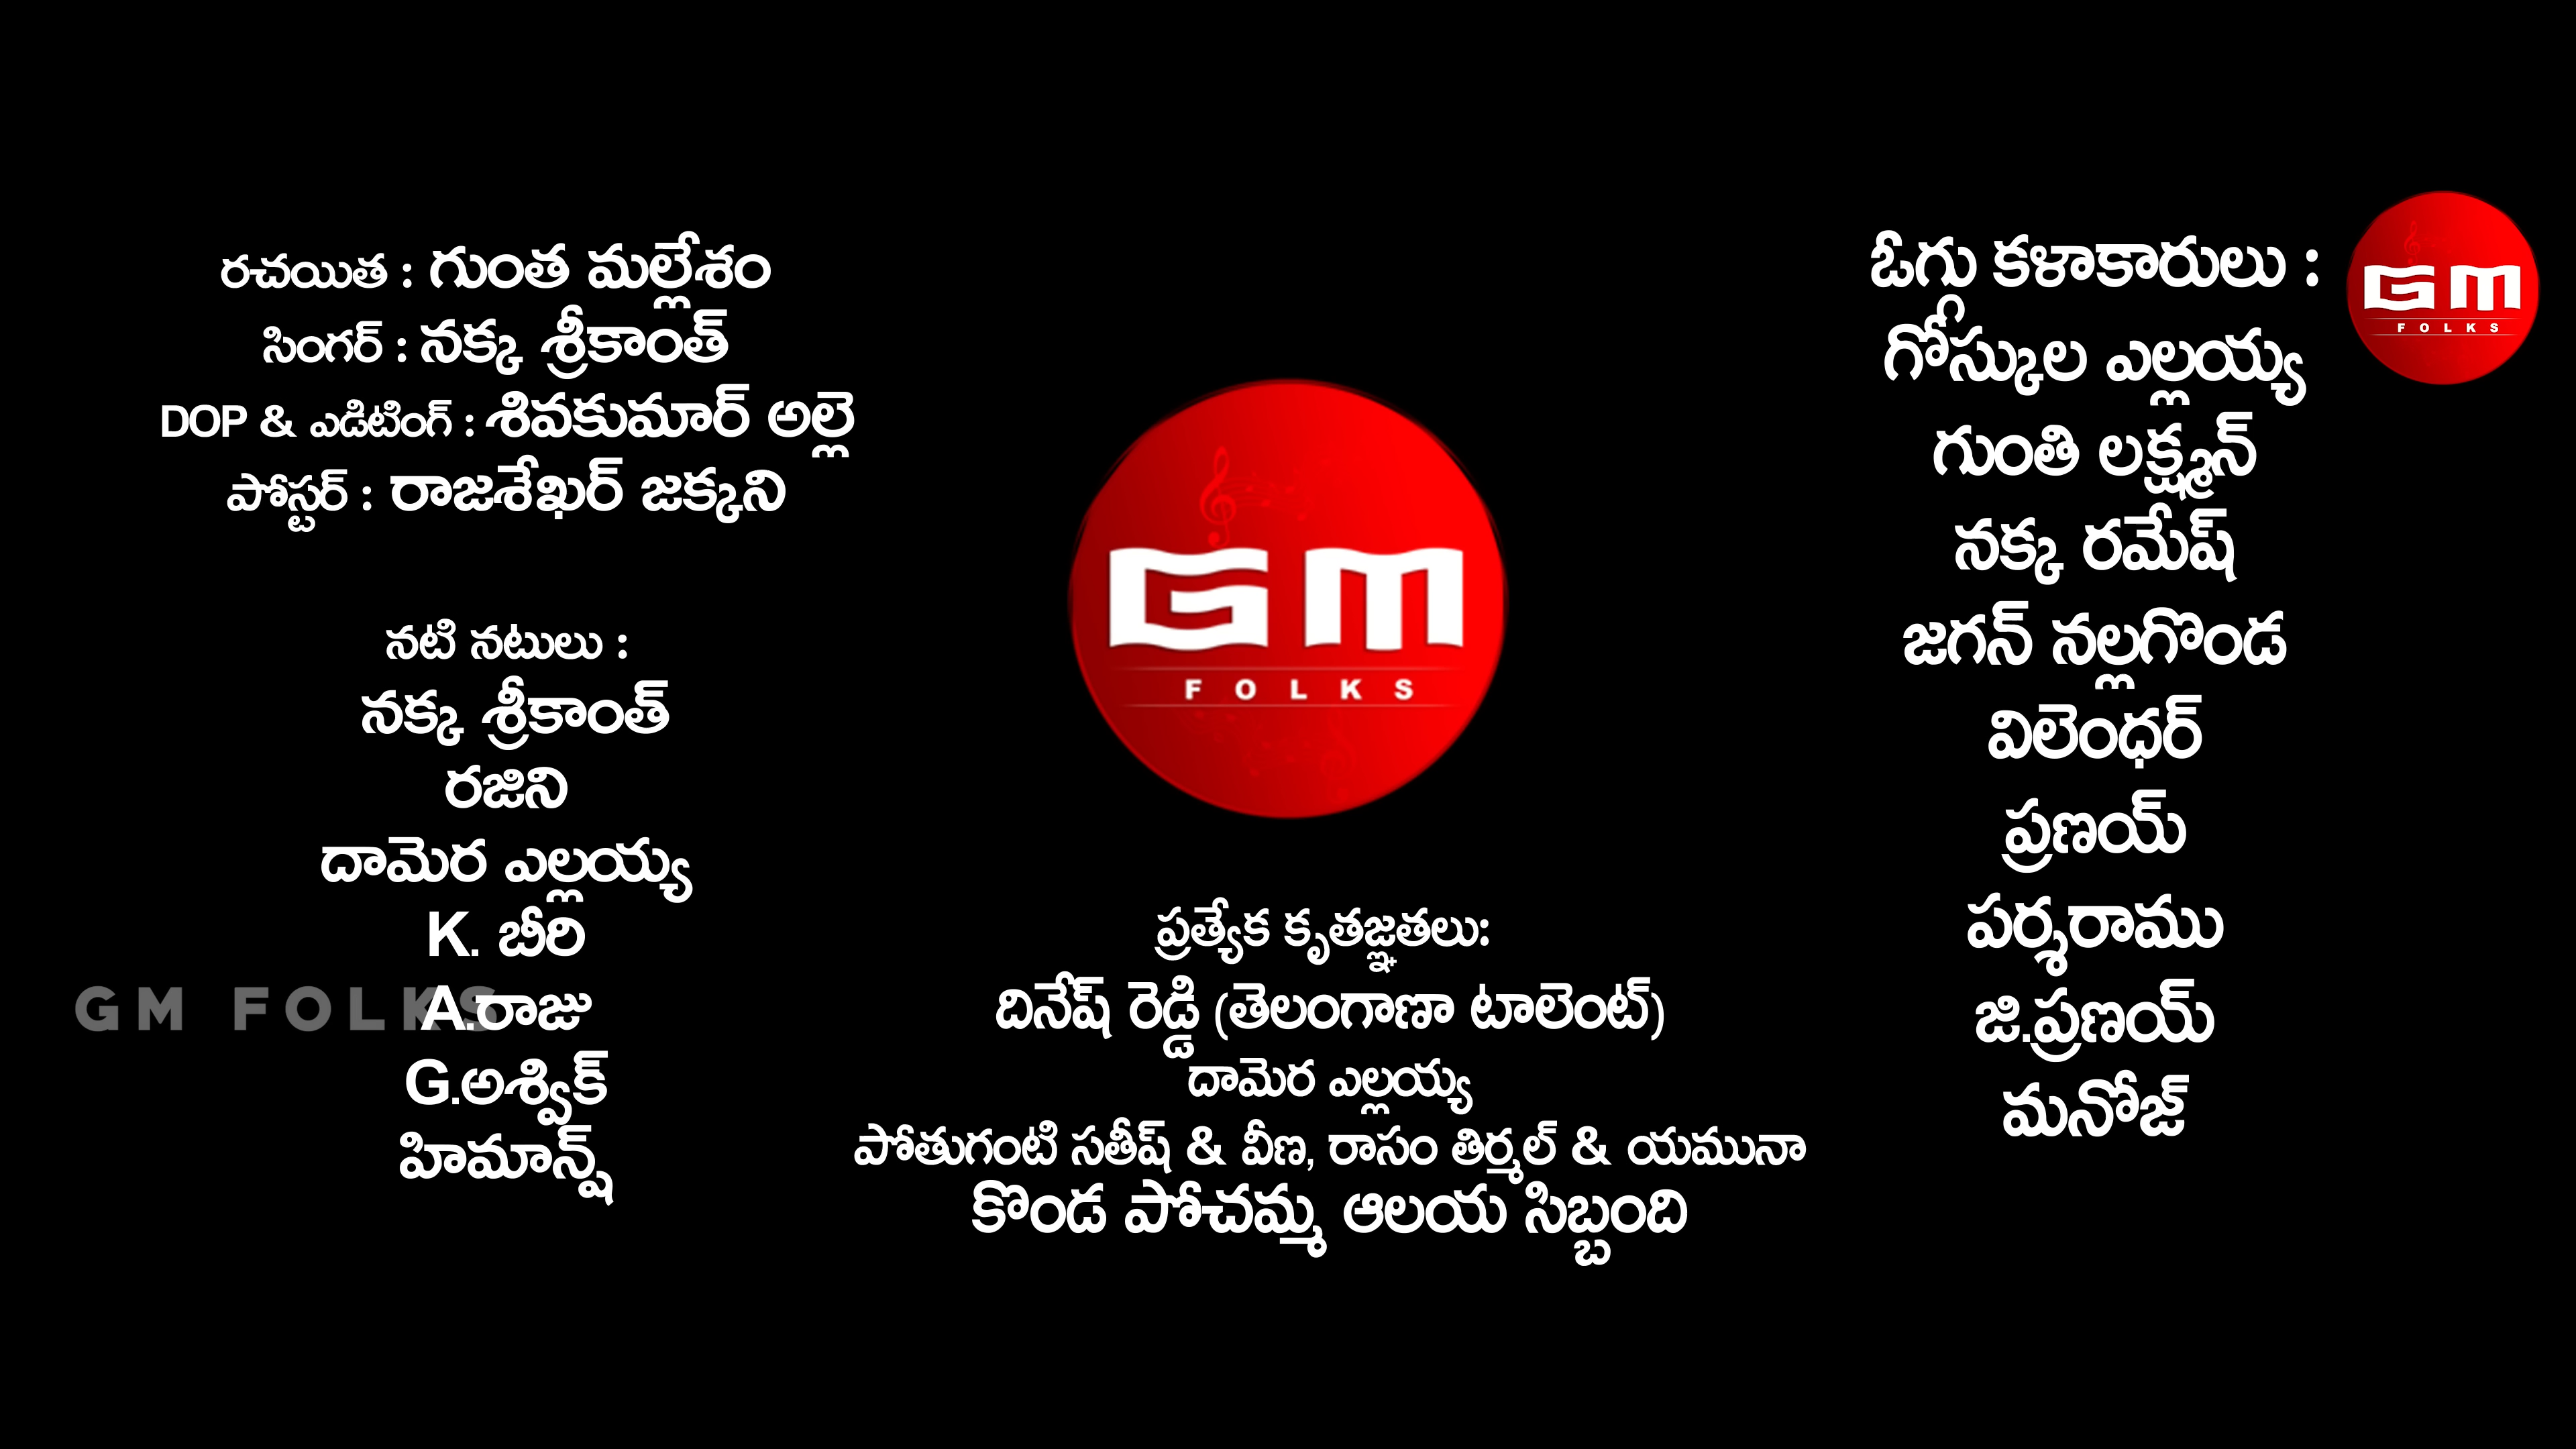 రచయిత : గుంత మల్లేశం
సింగర్ : నక్క శ్రీకాంత్
DOP & ఎడిటింగ్ : శివకుమార్ అల్లె
పోస్టర్ : రాజశేఖర్ జక్కని
నటి నటులు :
నక్క శ్రీకాంత్
రజిని
దామెర ఎల్లయ్య
K. బీరి
A.రాజు
G.అశ్విక్
హిమాన్ష్
GM FOLKS
GM
FOLKS
ప్రత్యేక కృతజ్ఞతలు:
దినేష్ రెడ్డి (తెలంగాణా టాలెంట్)
దామెర ఎల్లయ్య
పోతుగంటి సతీష్ & వీణ, రాసం తిర్మల్ & యమునా
కొండ పోచమ్మ ఆలయ సిబ్బంది
ఓగ్గు కళాకారులు :
గోస్కుల ఎల్లయ్య
గుంతి లక్ష్మన్
నక్క రమేష్
జగన్ నల్లగొండ
విలెంధర్
ప్రణయ్
పర్శరాము
జి.ప్రణయ్
మనోజ్
GM
FOLKS